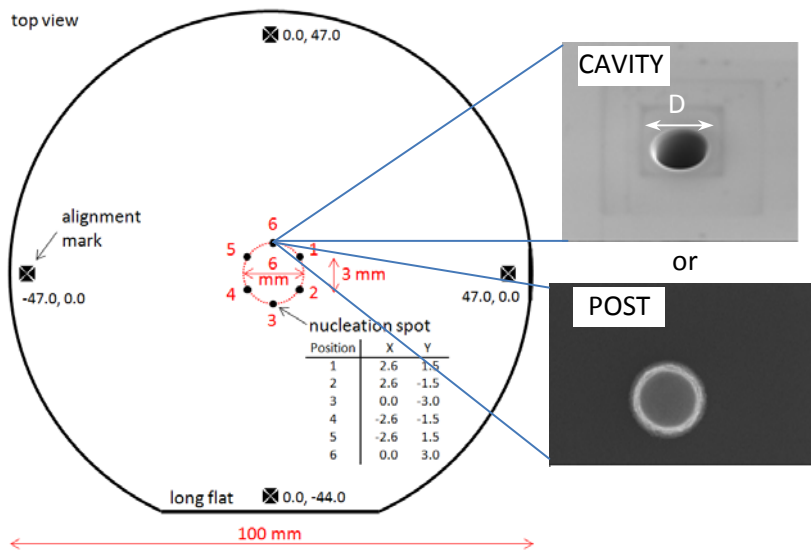 top view
0.0, 47.0
CAVITY
D
alignment
mark
6
5
1
6
mm
3 mm
4
2
3
-47.0, 0.0
47.0, 0.0
or
POST
nucleation spot
Position X Y
1 2.6 1.5
2 2.6 -1.5
3 0.0 -3.0
4 -2.6 -1.5
5 -2.6 1.5
6 0.0 3.0
long flat
0.0, -44.0
100 mm